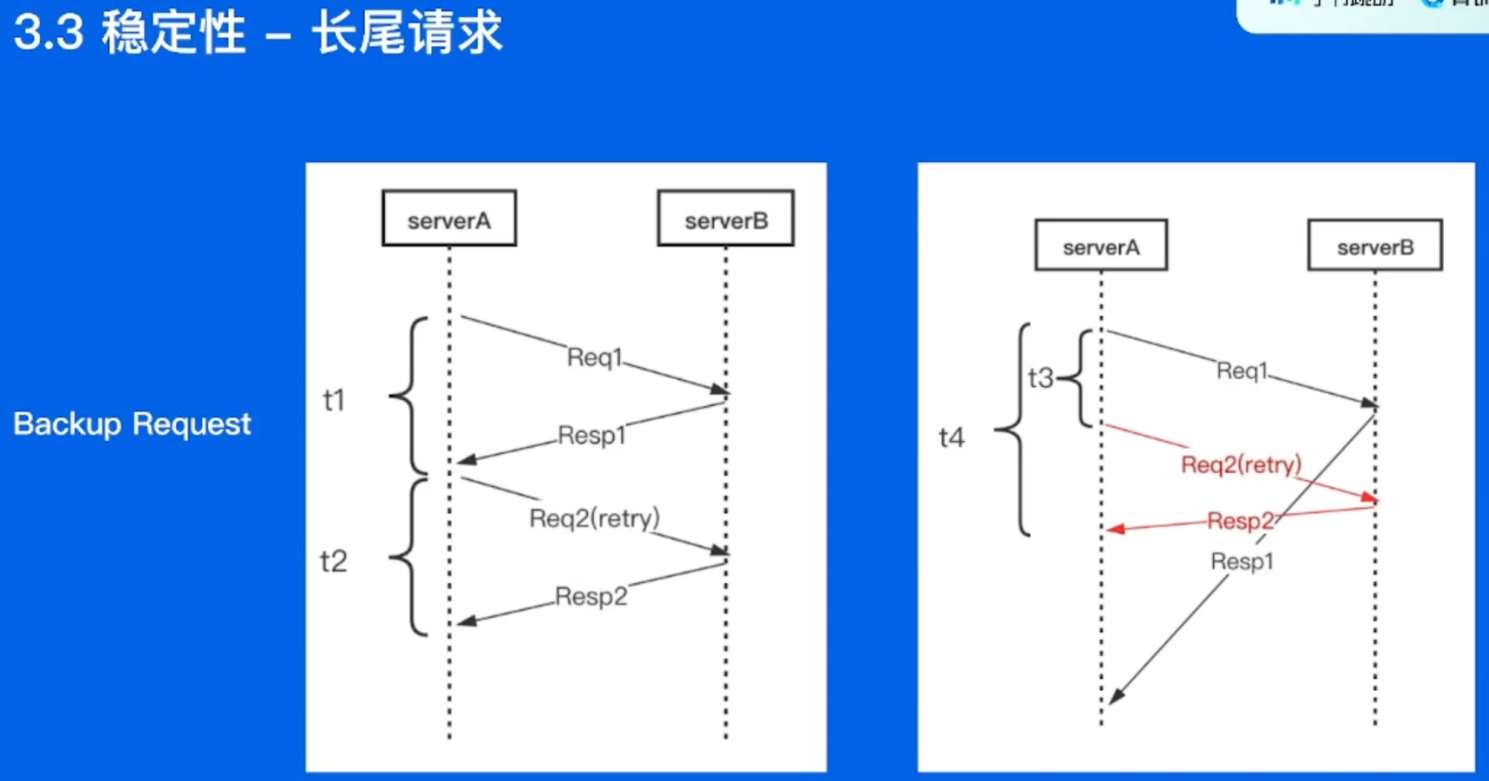 3.3 稳定性 – 长尾请求
Backup Request
serverA
serverB
t1
Req1
Resp1
t2
Req2(retry)
Resp2
serverA
serverB
t3
t4
Req1
Req2(retry)
Resp2
Resp1